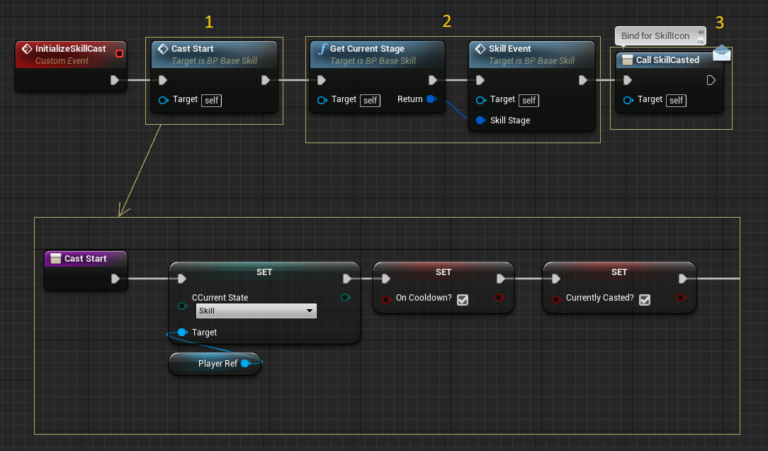 1
2
3
Bind for SkillIcon
InitializeSkillCast
Custom Event
Cast Start
Target is BP Base Skill
Target self
Get Current Stage
Target is BP Base Skill
Target self
Return
Skill Event
Target is BP Base Skill
Target self
Skill Stage
Call SkillCasted
Target self
Cast Start
SET
CCurrent State
Skill
Target
Player Ref
SET
On Cooldown?
SET
Currently Casted?